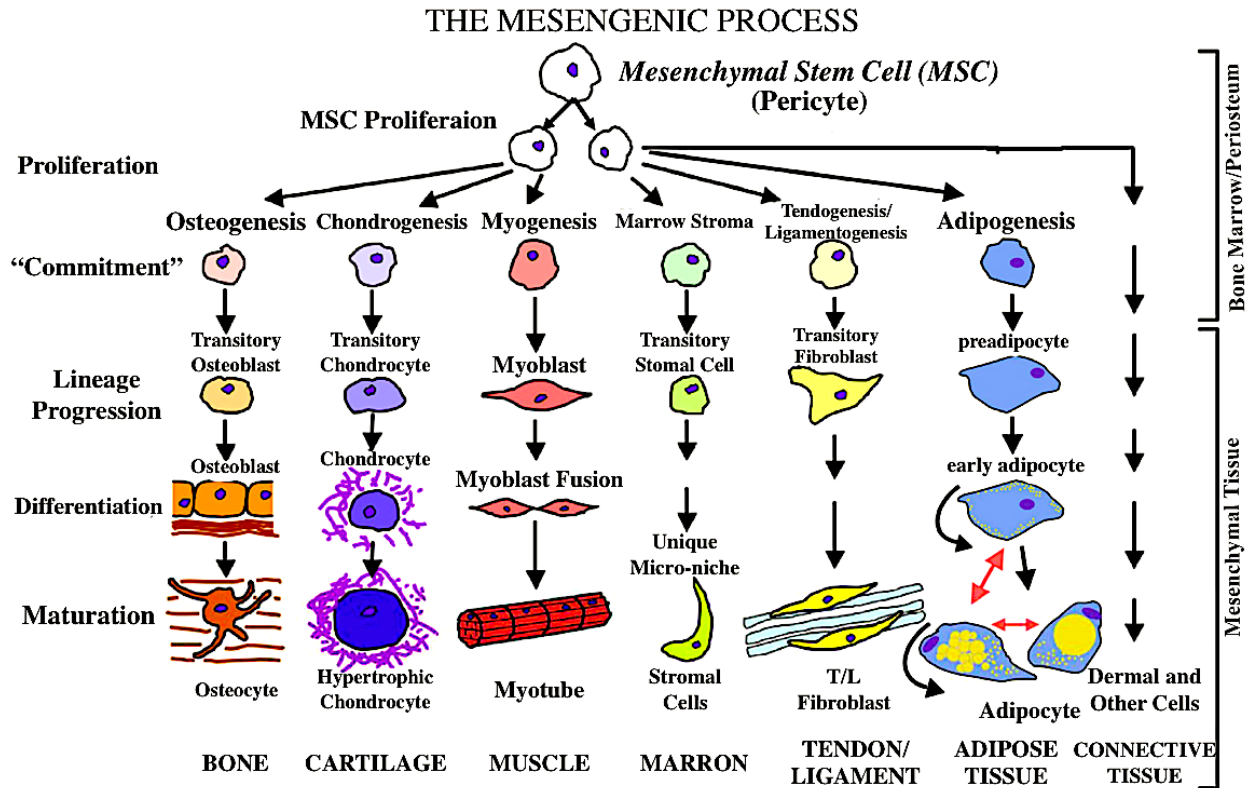 THE MESENGENIC PROCESS
Mesenchymal Stem Cell (MSC)
(Pericyte)
MSC Proliferaion
Proliferation
Osteogenesis
Chondrogenesis
Myogenesis
Marrow Stroma
Tendogenesis/
Ligamentogenesis
Adipogenesis
“Commitment”
Bone Marrow/Periosteum
Transitory
Osteoblast
Transitory
Chondrocyte
Myoblast
Transitory
Stomal Cell
Transitory
Fibroblast
preadipocyte
Lineage
Progression
Osteoblast
Chondrocyte
Myoblast Fusion
early adipocyte
Differentiation
Unique
Micro-niche
Mesenchymal Tissue
Maturation
Osteocyte
Hypertrophic
Chondrocyte
Myotube
Stromal
Cells
T/L
Fibroblast
Adipocyte
Dermal and
Other Cells
BONE
CARTILAGE
MUSCLE
MARRON
TENDON/
LIGAMENT
ADIPOSE
TISSUE
CONNECTIVE
TISSUE